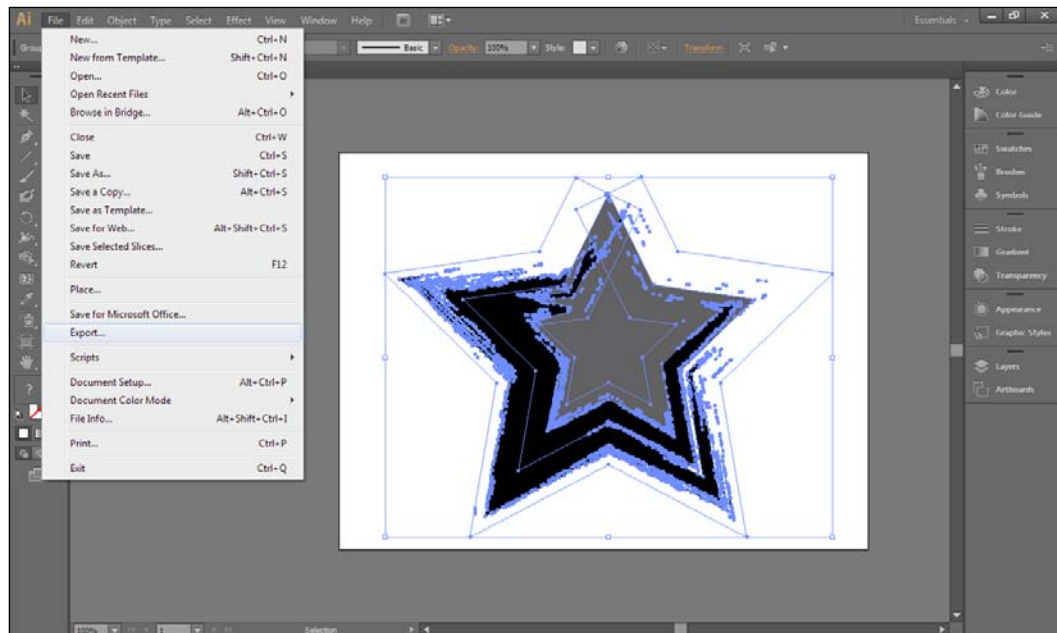 Ai File Edit Object Type Select Effect View Window Help Br Essentials
Group Basic Opacity: 100% Style: Transform
New... Ctrl+N
New from Template... Shift+Ctrl+N
Open... Ctrl+O
Open Recent Files
Browse in Bridge... Alt+Ctrl+O
Close Ctrl+W
Save Ctrl+S
Save As... Shift+Ctrl+S
Save a Copy... Alt+Ctrl+S
Save as Template...
Save for Web... Alt+Shift+Ctrl+S
Save Selected Slices...
Revert F12
Place...
Save for Microsoft Office...
Export...
Scripts
Document Setup... Alt+Ctrl+P
Document Color Mode
File Info... Alt+Shift+Ctrl+I
Print... Ctrl+P
Exit Ctrl+Q
Color
Color Guide
Swatches
Brushes
Symbols
Stroke
Gradient
Transparency
Appearance
Graphic Styles
Layers
Artboards
100% 1 Selection